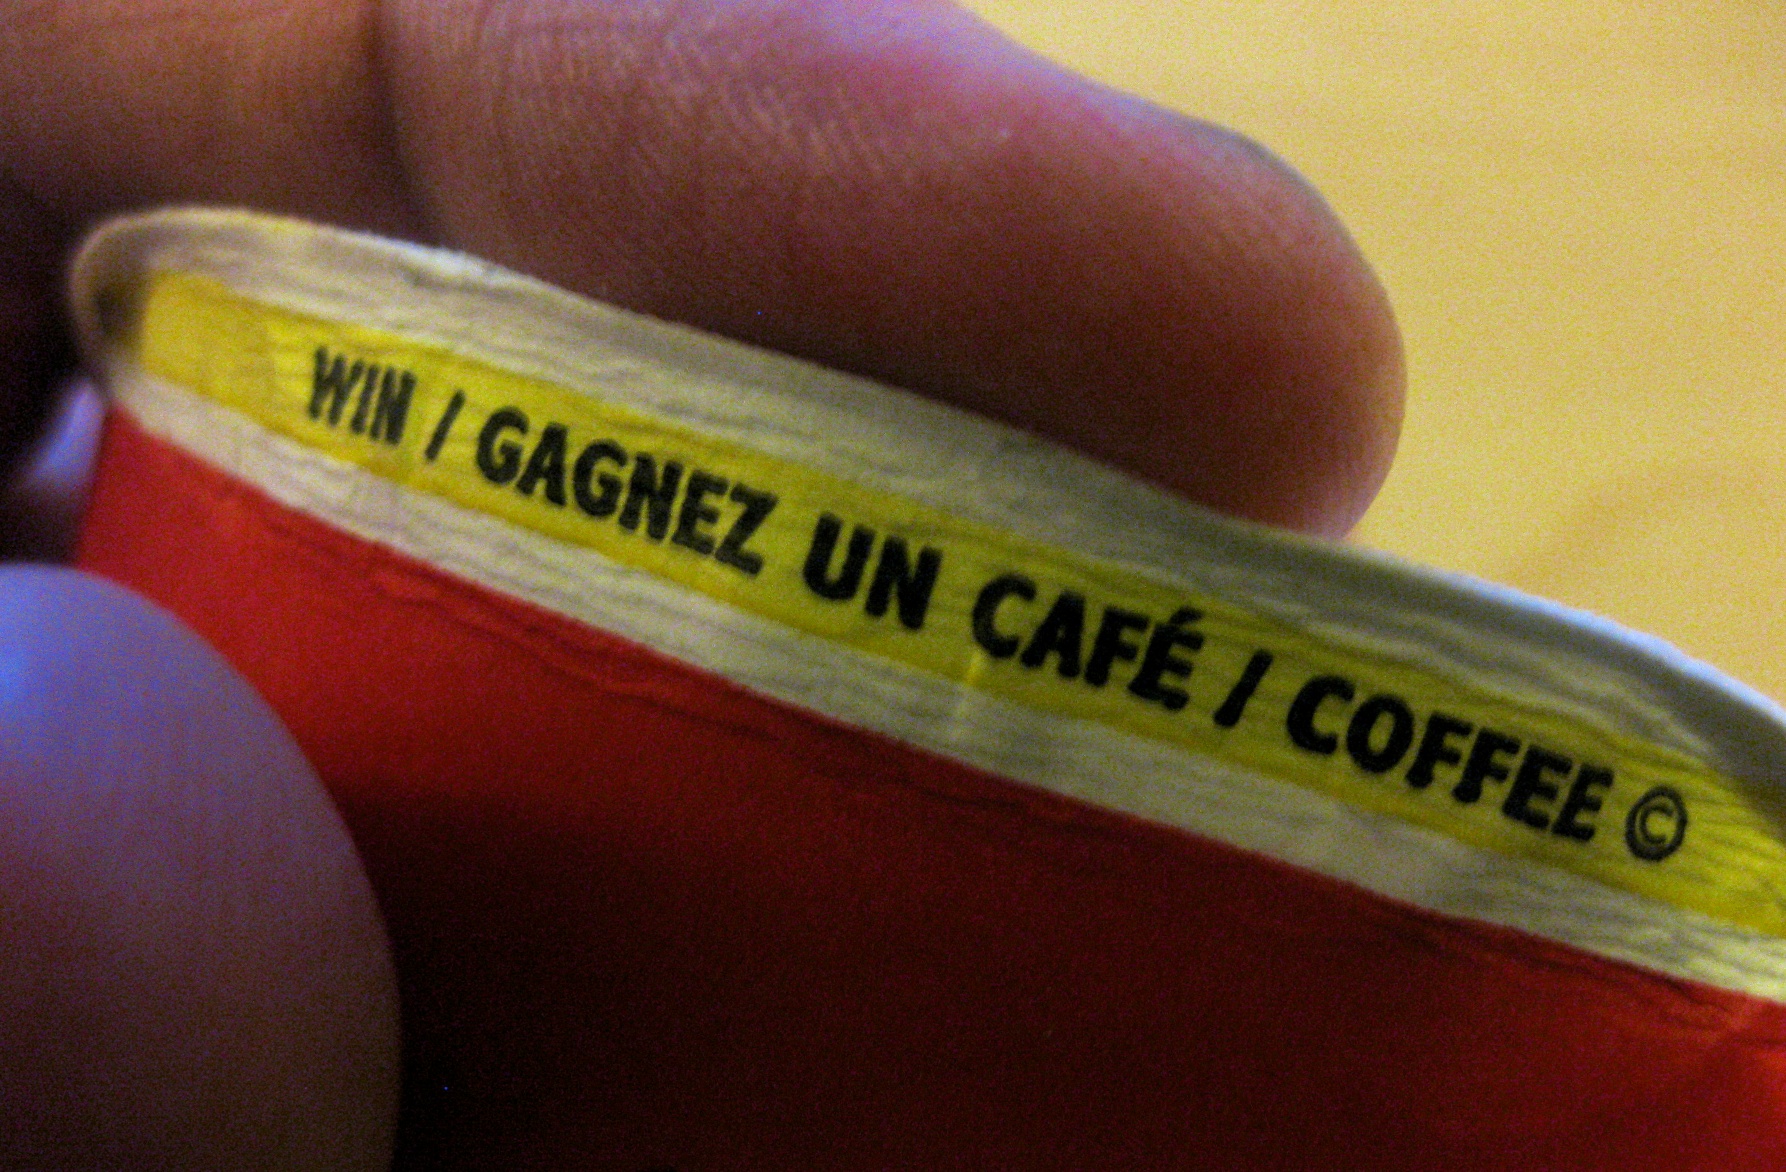 WIN / GAGNEZ UN CAFÉ / COFFEE ©